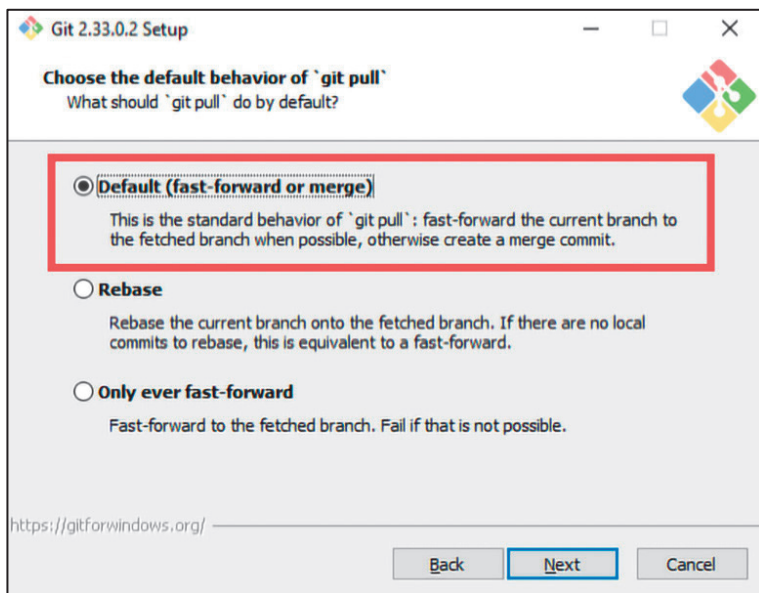 Git 2.33.0.2 Setup
Choose the default behavior of `git pull`
What should `git pull` do by default?
Default (fast-forward or merge)
This is the standard behavior of `git pull`: fast-forward the current branch to
the fetched branch when possible, otherwise create a merge commit.
Rebase
Rebase the current branch onto the fetched branch. If there are no local
commits to rebase, this is equivalent to a fast-forward.
Only ever fast-forward
Fast-forward to the fetched branch. Fail if that is not possible.
https://gitforwindows.org/
Back Next Cancel